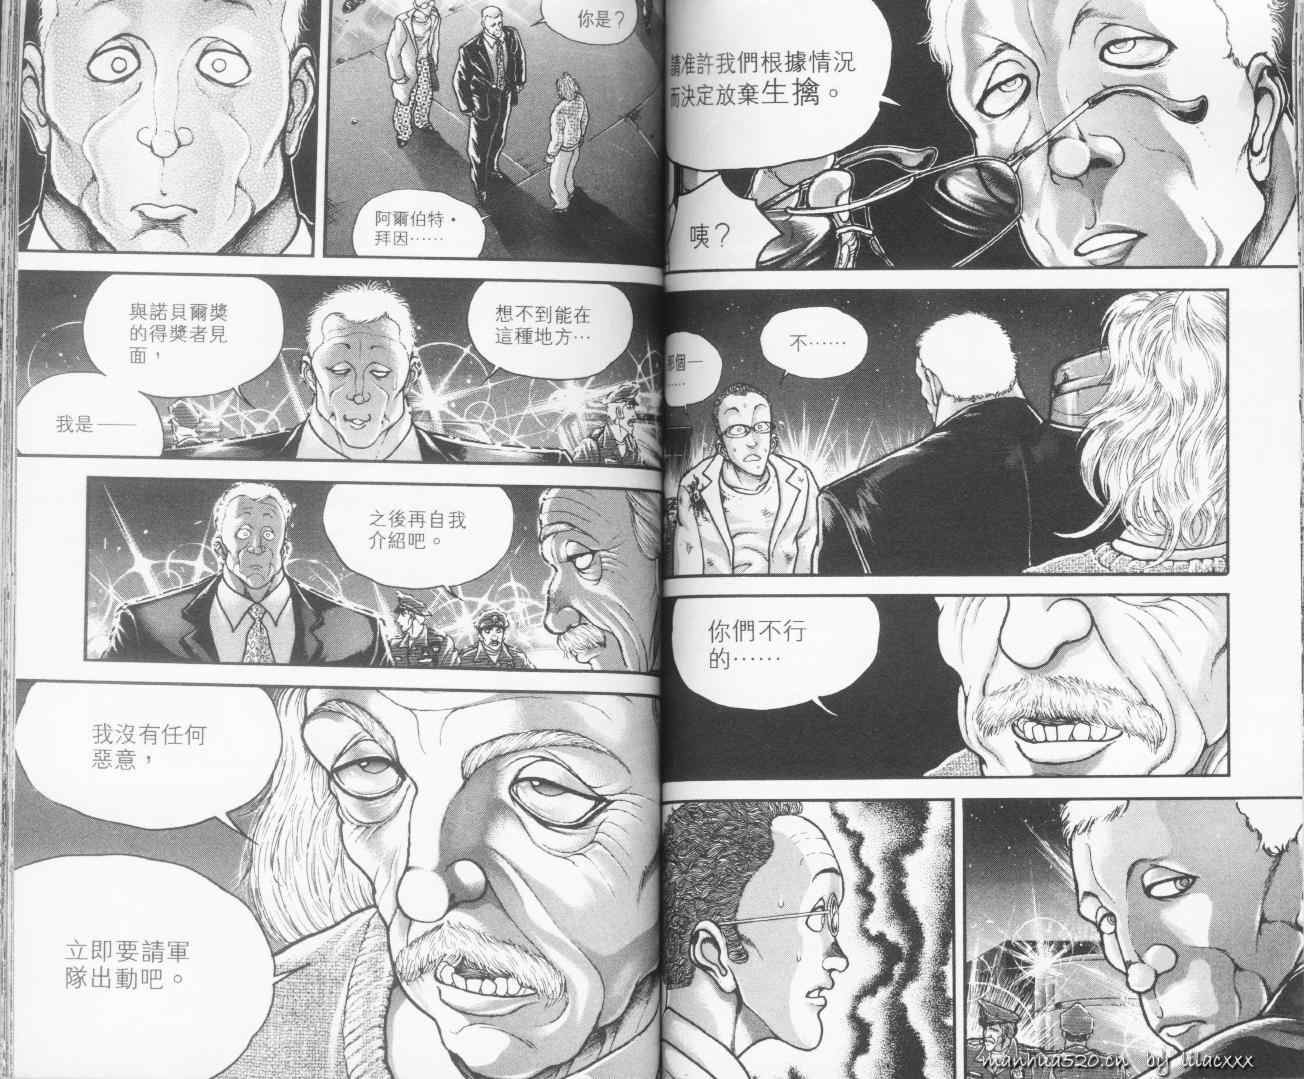 請准許我們根據情況
而決定放棄生擒。
咦？
不……
那個—
……
你們不行
的……
你是？
阿爾伯特・
拜因……
想不到能在
這種地方…
與諾貝爾獎
的得獎者見
面，
我是——
之後再自我
介紹吧。
我沒有任何
惡意，
立即要請軍
隊出動吧。
manhua520.cn by lilacxxx